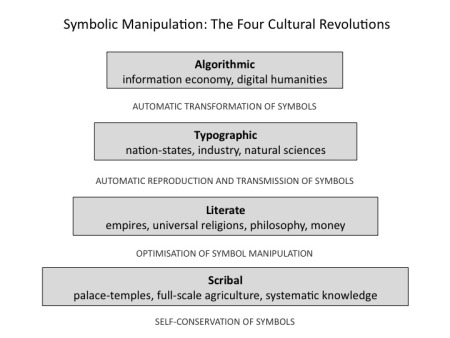 Symbolic Manipulation: The Four Cultural Revolutions
Algorithmic
information economy, digital humanities
AUTOMATIC TRANSFORMATION OF SYMBOLS
Typographic
nation-states, industry, natural sciences
AUTOMATIC REPRODUCTION AND TRANSMISSION OF SYMBOLS
Literate
empires, universal religions, philosophy, money
OPTIMISATION OF SYMBOL MANIPULATION
Scribal
palace-temples, full-scale agriculture, systematic knowledge
SELF-CONSERVATION OF SYMBOLS